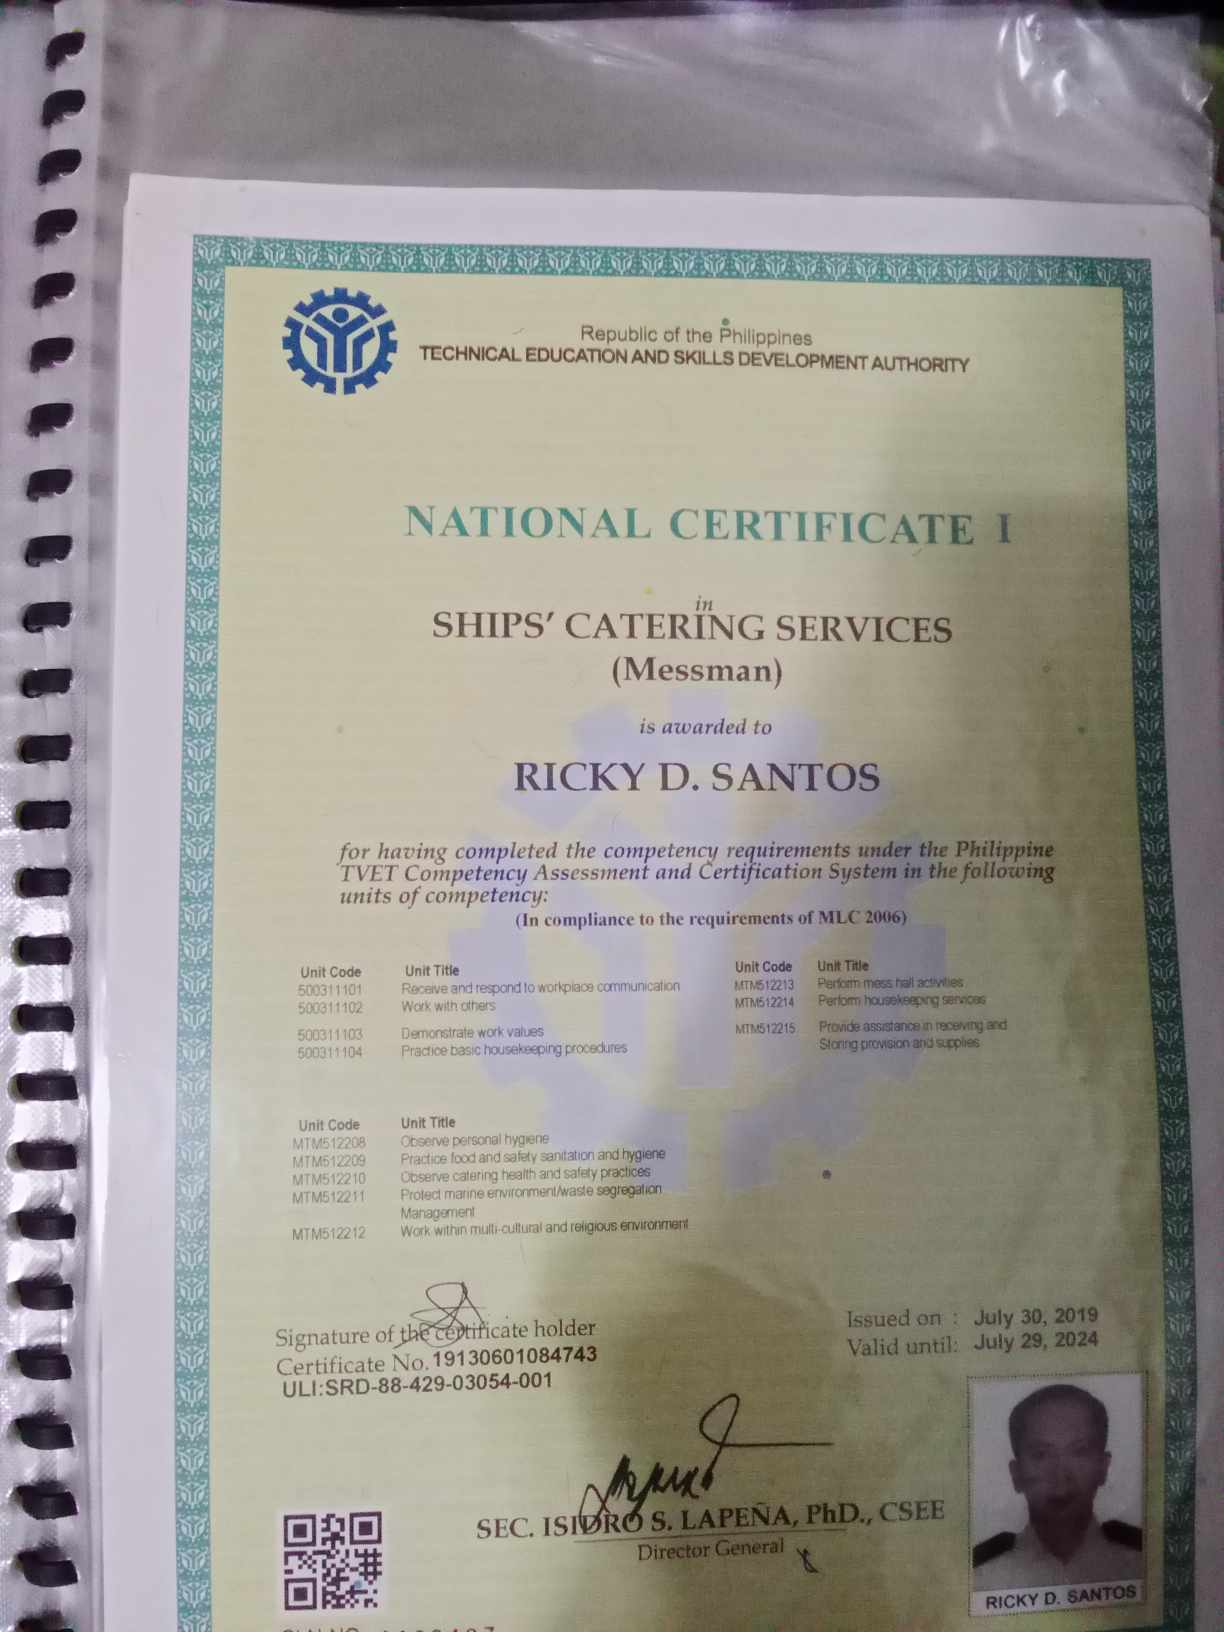 Republic of the Philippines
TECHNICAL EDUCATION AND SKILLS DEVELOPMENT AUTHORITY
NATIONAL CERTIFICATE I
in
SHIPS' CATERING SERVICES
(Messman)
is awarded to
RICKY D. SANTOS
for having completed the competency requirements under the Philippine
TVET Competency Assessment and Certification System in the following
units of competency:
(In compliance to the requirements of MLC 2006)
Unit Code Unit Title
500311101 Receive and respond to workplace communication
500311102 Work with others
500311103 Demonstrate work values
500311104 Practice basic housekeeping procedures
Unit Code Unit Title
MTM512213 Perform mess hall activities
MTM512214 Perform housekeeping services
MTM512215 Provide assistance in receiving and
Storing provision and supplies
Unit Code Unit Title
MTM512208 Observe personal hygiene
MTM512209 Practice food and safety sanitation and hygiene
MTM512210 Observe catering health and safety practices
MTM512211 Protect marine environment/waste segregation
Management
MTM512212 Work within multi-cultural and religious environment
Signature of the certificate holder
Certificate No. 19130601084743
ULI:SRD-88-429-03054-001
Issued on : July 30, 2019
Valid until: July 29, 2024
SEC. ISIDRO S. LAPEÑA, PhD., CSEE
Director General
RICKY D. SANTOS